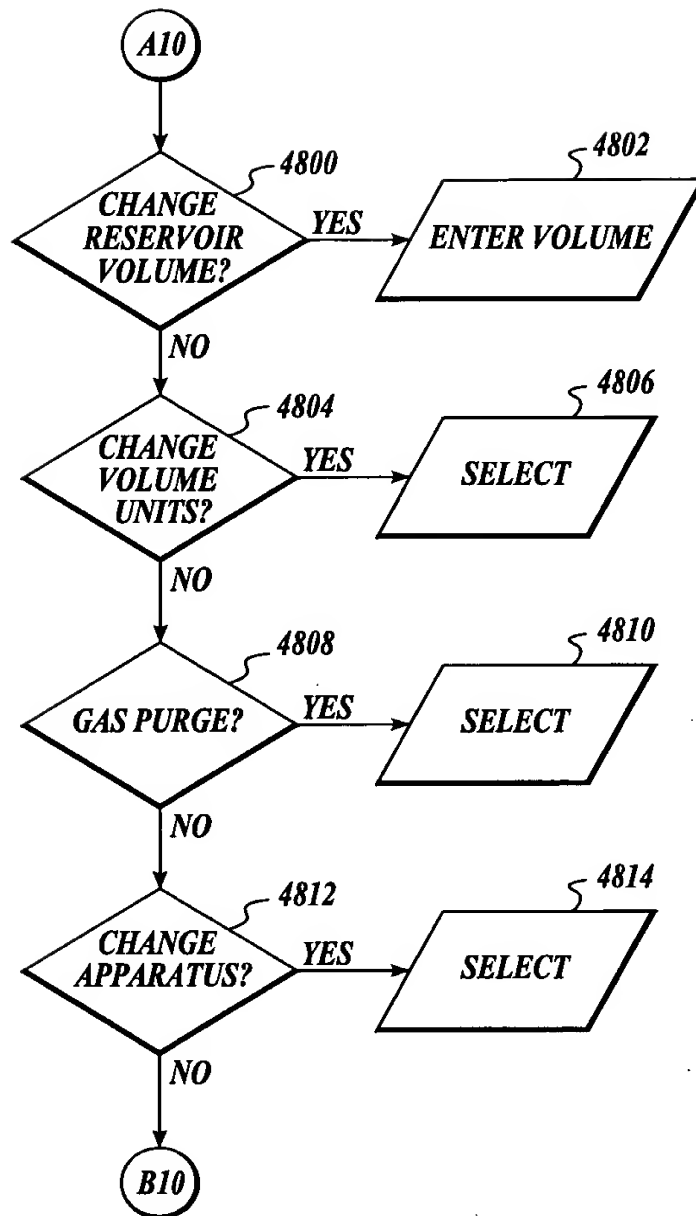 A10
4800
CHANGE
RESERVOIR
VOLUME?
YES
4802
ENTER VOLUME
NO
4804
CHANGE
VOLUME
UNITS?
YES
4806
SELECT
NO
4808
GAS PURGE?
YES
4810
SELECT
NO
4812
CHANGE
APPARATUS?
YES
4814
SELECT
NO
B10